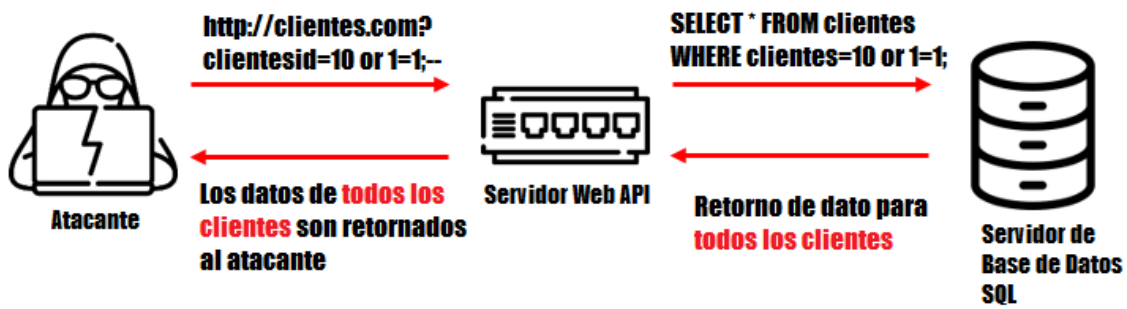 http://clientes.com?
clientesid=10 or 1=1;--
SELECT * FROM clientes
WHERE clientes=10 or 1=1;
Atacante
Los datos de todos los
clientes son retornados
al atacante
Servidor Web API
Retorno de dato para
todos los clientes
Servidor de
Base de Datos
SQL